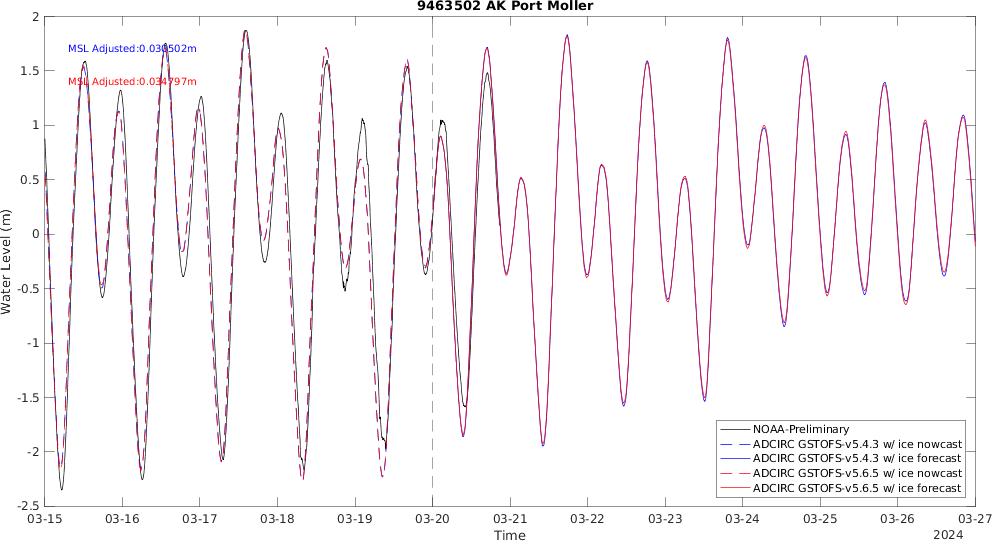 9463502 AK Port Moller
MSL Adjusted:0.030502m
MSL Adjusted:0.034797m
2
1.5
1
0.5
0
-0.5
-1
-1.5
-2
-2.5
Water Level (m)
NOAA-Preliminary
ADCIRC GSTOFS-v5.4.3 w/ ice nowcast
ADCIRC GSTOFS-v5.4.3 w/ ice forecast
ADCIRC GSTOFS-v5.6.5 w/ ice nowcast
ADCIRC GSTOFS-v5.6.5 w/ ice forecast
03-15 03-16 03-17 03-18 03-19 03-20 03-21 03-22 03-23 03-24 03-25 03-26 03-27
Time
2024